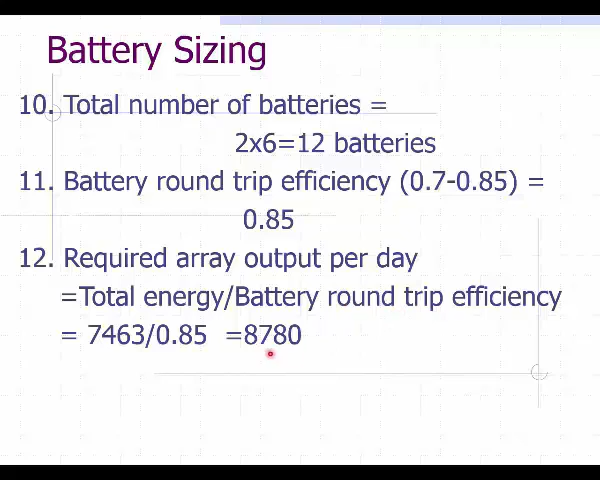 Battery Sizing
10. Total number of batteries =
2x6=12 batteries
11. Battery round trip efficiency (0.7-0.85) =
0.85
12. Required array output per day
=Total energy/Battery round trip efficiency
= 7463/0.85 =8780